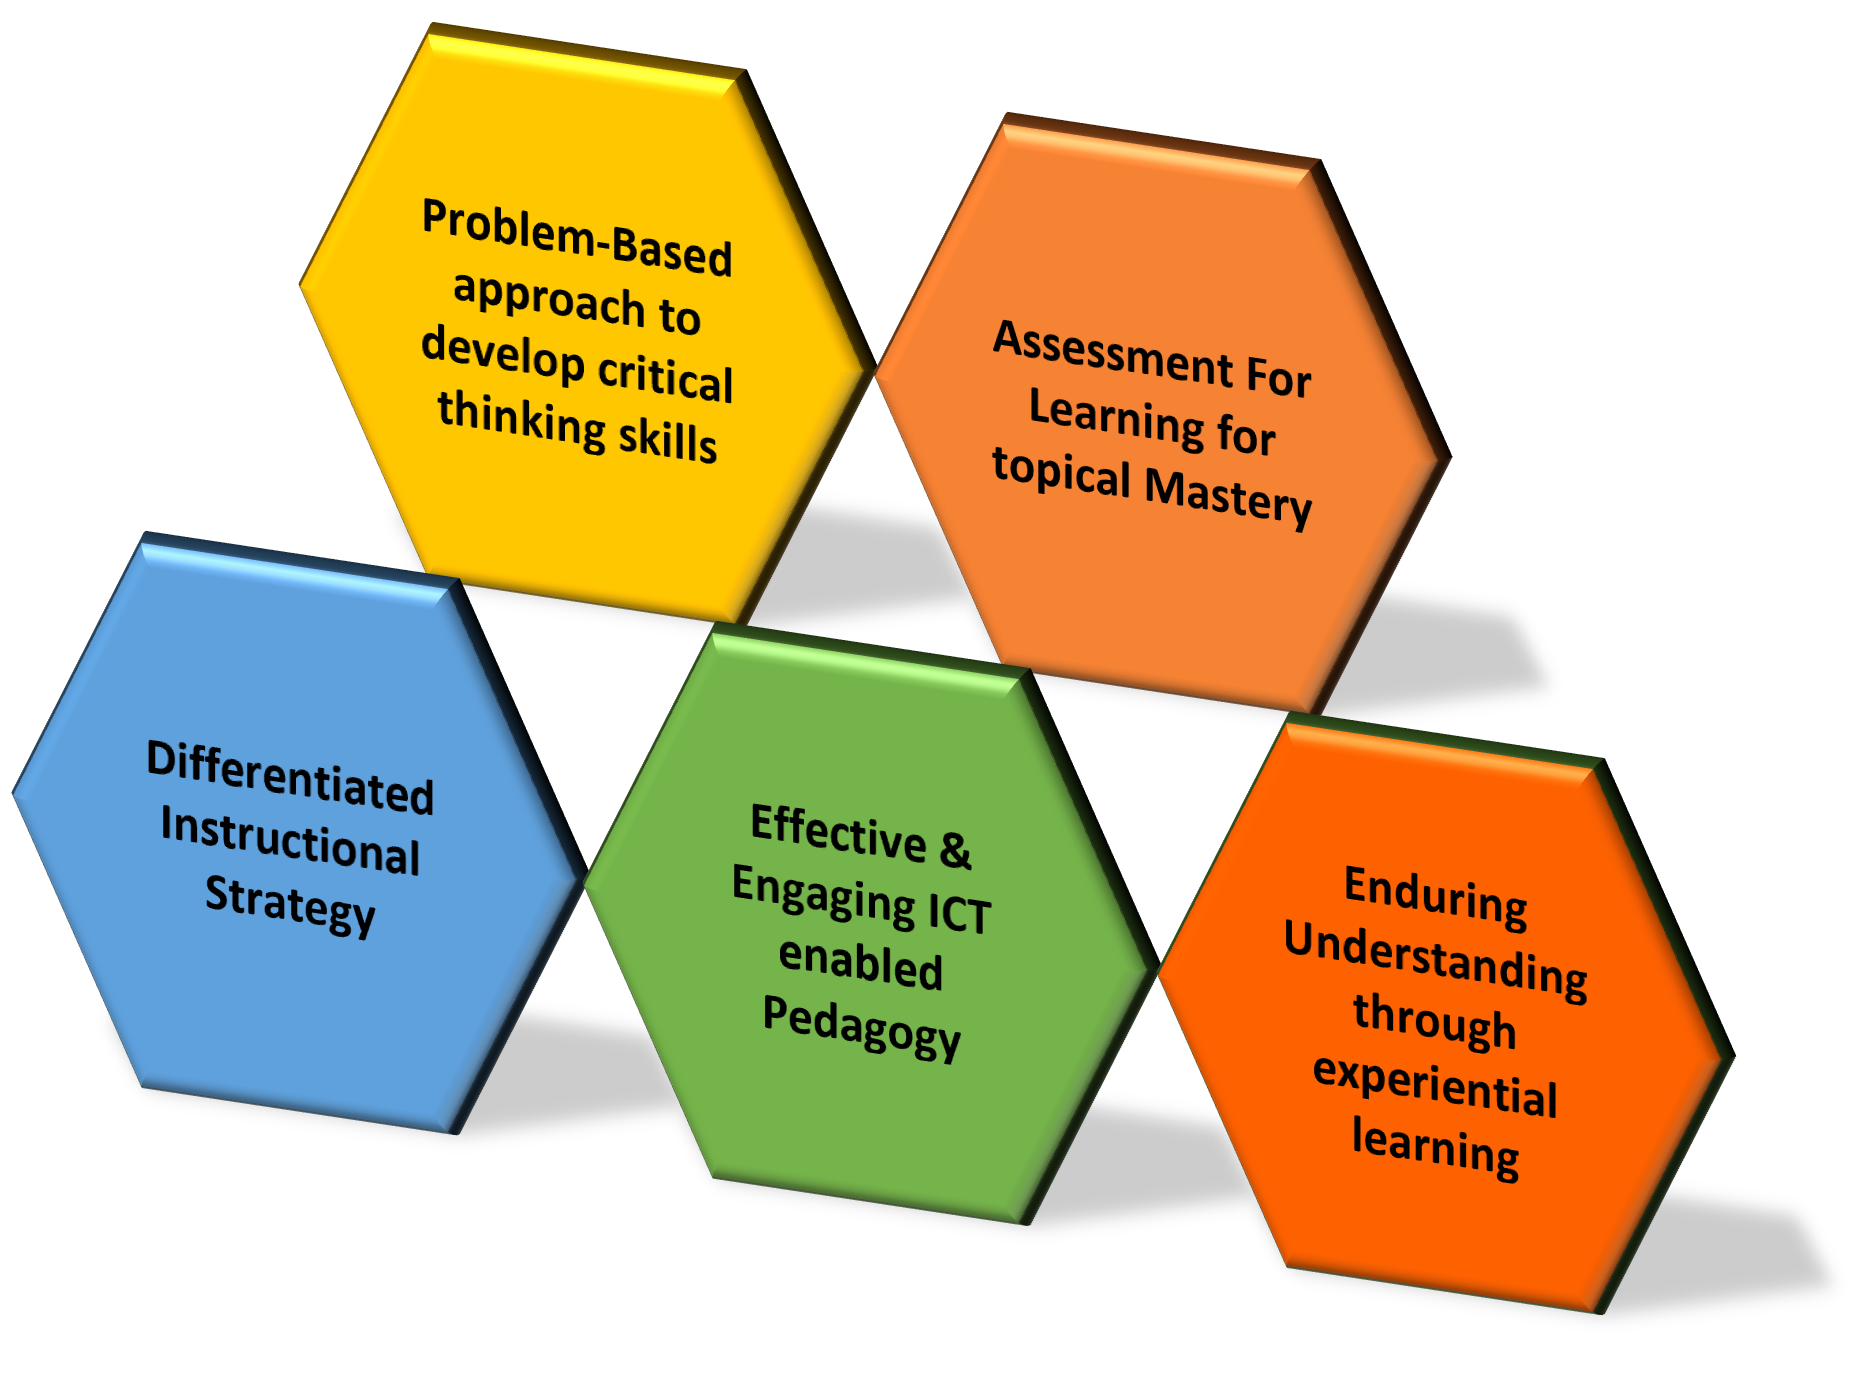 Problem-Based
approach to
develop critical
thinking skills
Assessment For
Learning for
topical Mastery
Differentiated
Instructional
Strategy
Effective &
Engaging ICT
enabled
Pedagogy
Enduring
Understanding
through
experiential
learning